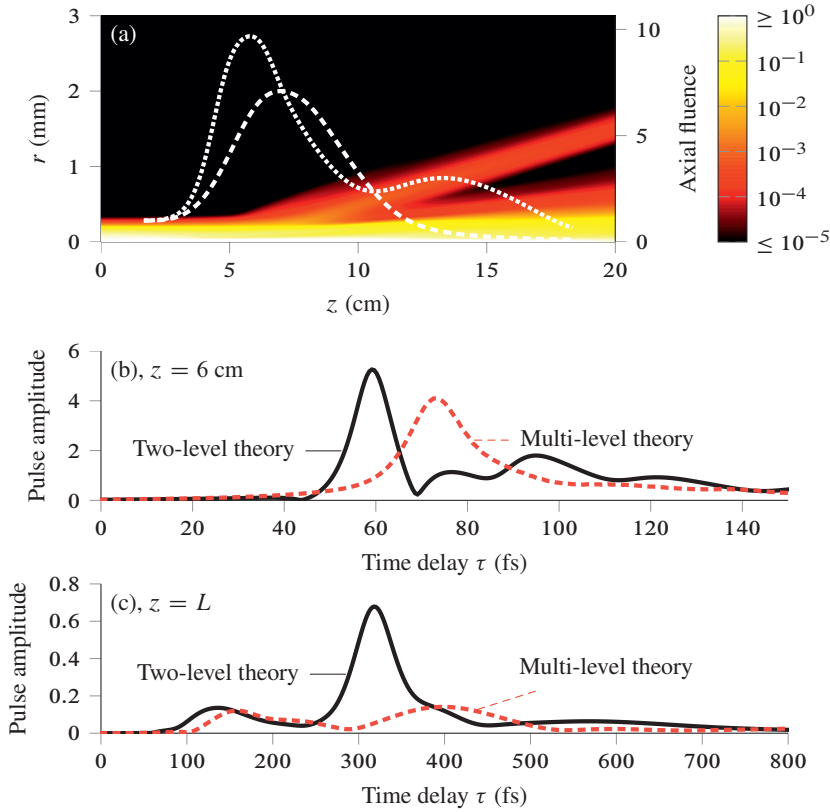 (a)
3
2
1
0
r (mm)
0 5 10 15 20
z (cm)
10
5
0
Axial fluence
≥ 10⁰
10⁻¹
10⁻²
10⁻³
10⁻⁴
≤ 10⁻⁵
(b), z = 6 cm
6
4
2
0
Pulse amplitude
Two-level theory
Multi-level theory
0 20 40 60 80 100 120 140
Time delay τ (fs)
(c), z = L
0.8
0.6
0.4
0.2
0
Pulse amplitude
Two-level theory
Multi-level theory
0 100 200 300 400 500 600 700 800
Time delay τ (fs)